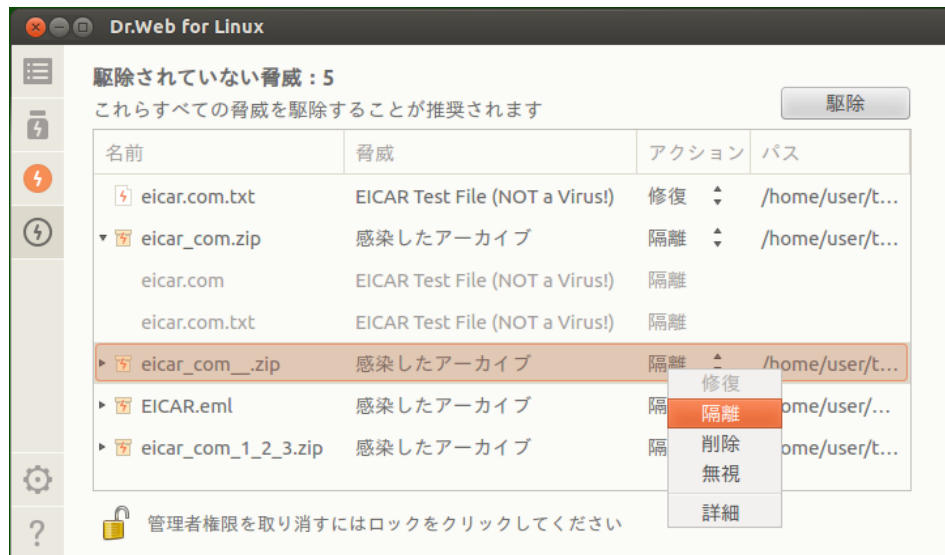 Dr.Web for Linux
駆除されていない脅威：5
これらすべての脅威を駆除することが推奨されます
駆除
名前 脅威 アクション パス
eicar.com.txt EICAR Test File (NOT a Virus!) 修復 /home/user/t...
eicar_com.zip 感染したアーカイブ 隔離 /home/user/t...
eicar.com EICAR Test File (NOT a Virus!) 隔離
eicar.com.txt EICAR Test File (NOT a Virus!) 隔離
eicar_com__.zip 感染したアーカイブ 隔離 /home/user/t...
修復
EICAR.eml 感染したアーカイブ 隔 隔離 ome/user/...
削除
eicar_com_1_2_3.zip 感染したアーカイブ 隔 ome/user/t...
無視
詳細
管理者権限を取り消すにはロックをクリックしてください
?